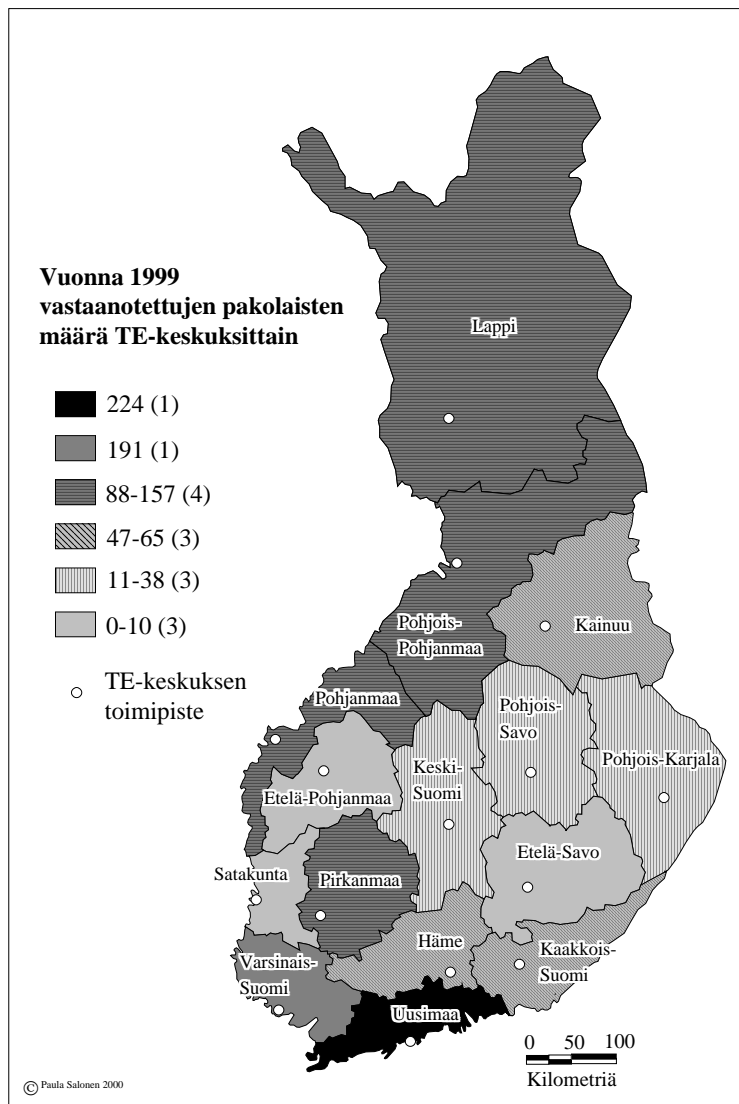 Vuonna 1999
vastaanotettujen pakolaisten
määrä TE-keskuksittain
224 (1)
191 (1)
88-157 (4)
47-65 (3)
11-38 (3)
0-10 (3)
TE-keskuksen
toimipiste
Lappi
Pohjois-
Pohjanmaa
Kainuu
Pohjanmaa
Pohjois-
Savo
Keski-
Suomi
Pohjois-Karjala
Etelä-Pohjanmaa
Etelä-Savo
Satakunta
Pirkanmaa
Häme
Kaakkois-
Suomi
Varsinais-
Suomi
Uusimaa
0 50 100
Kilometriä
© Paula Salonen 2000